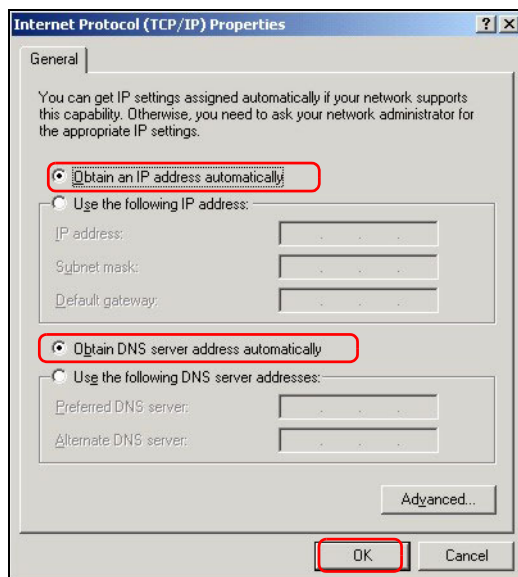 Internet Protocol (TCP/IP) Properties
General
You can get IP settings assigned automatically if your network supports
this capability. Otherwise, you need to ask your network administrator for
the appropriate IP settings.
Obtain an IP address automatically
Use the following IP address:
IP address:
Subnet mask:
Default gateway:
Obtain DNS server address automatically
Use the following DNS server addresses:
Preferred DNS server:
Alternate DNS server:
Advanced...
OK Cancel